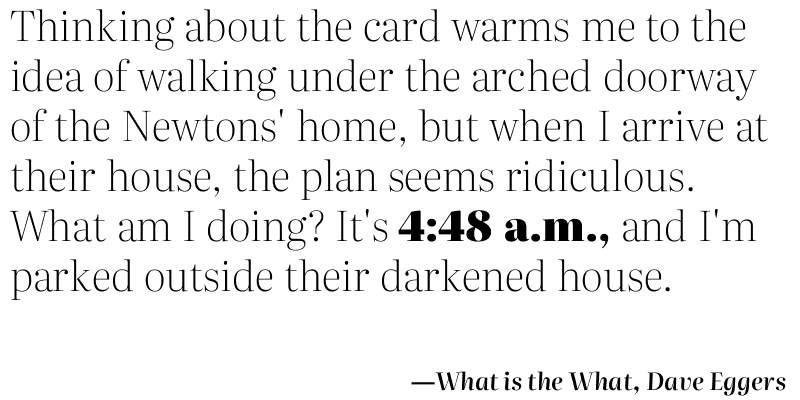 Thinking about the card warms me to the
idea of walking under the arched doorway
of the Newtons' home, but when I arrive at
their house, the plan seems ridiculous.
What am I doing? It's 4:48 a.m., and I'm
parked outside their darkened house.
—What is the What, Dave Eggers